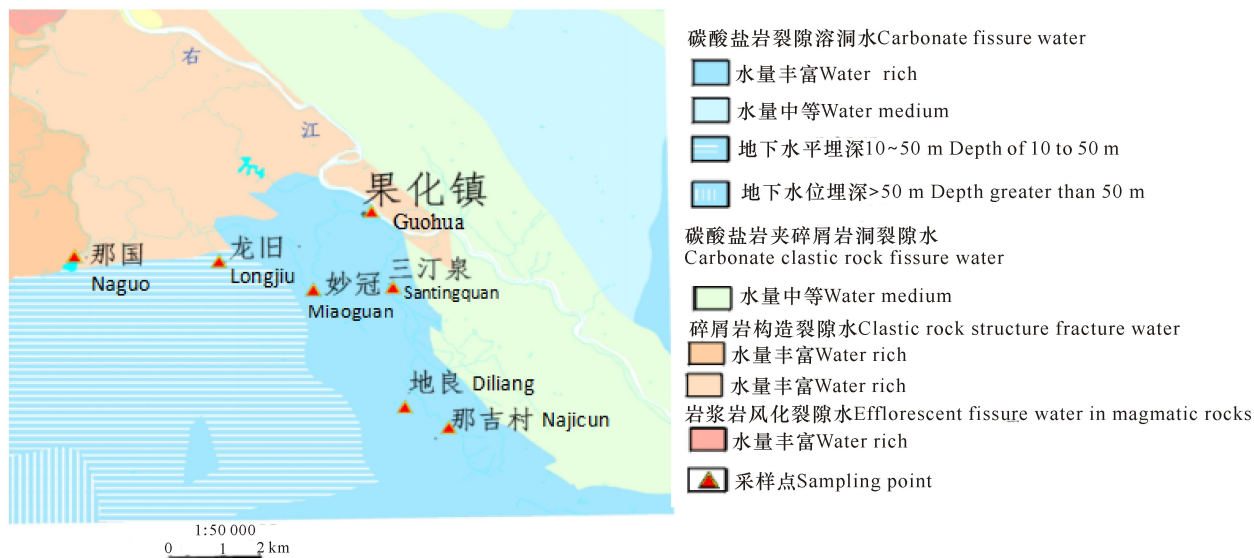 右
江
果化镇
Guohua
那国
Naguo
龙旧
Longjiu
妙冠
Miaoguan
三汀泉
Santingquan
地良 Diliang
那吉村 Najicun
1:50 000
0 1 2 km
碳酸盐岩裂隙溶洞水Carbonate fissure water
水量丰富Water rich
水量中等Water medium
地下水平埋深10~50 m Depth of 10 to 50 m
地下水位埋深>50 m Depth greater than 50 m
碳酸盐岩夹碎屑岩洞裂隙水
Carbonate clastic rock fissure water
水量中等Water medium
碎屑岩构造裂隙水Clastic rock structure fracture water
水量丰富Water rich
水量丰富Water rich
岩浆岩风化裂隙水Efflorescent fissure water in magmatic rocks
水量丰富Water rich
采样点Sampling point